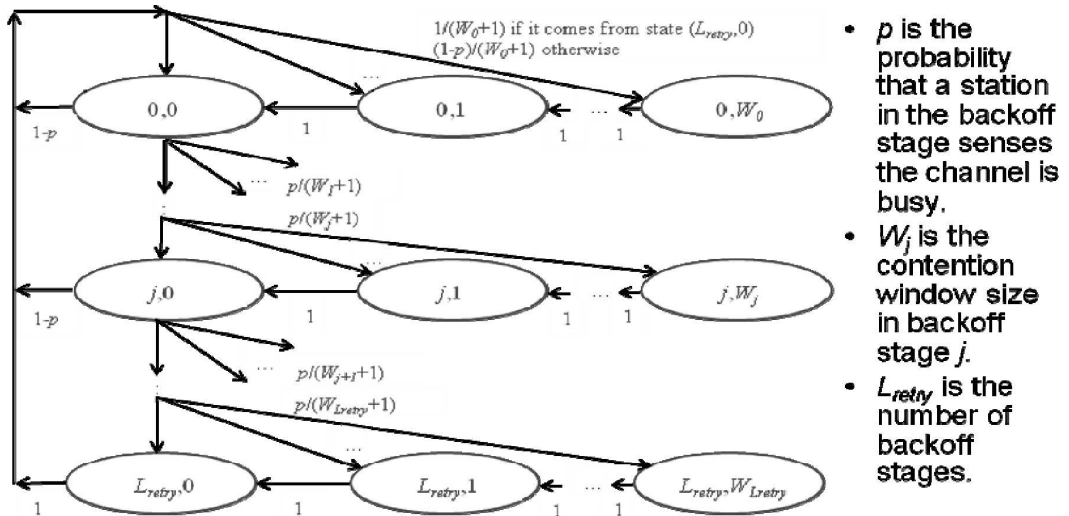 1/(W0+1) if it comes from state (Lretry,0)
(1-p)/(W0+1) otherwise
...
0,0
0,1
0,W0
1-p
1
1
...
1
... p/(W1+1)
p/(Wj+1)
...
j,0
j,1
j,Wj
1-p
1
1
...
1
... p/(Wj+1+1)
p/(WLretry+1)
...
Lretry,0
Lretry,1
Lretry,WLretry
1
1
1
...
1
• p is the
probability
that a station
in the backoff
stage senses
the channel is
busy.
• Wj is the
contention
window size
in backoff
stage j.
• Lretry is the
number of
backoff
stages.